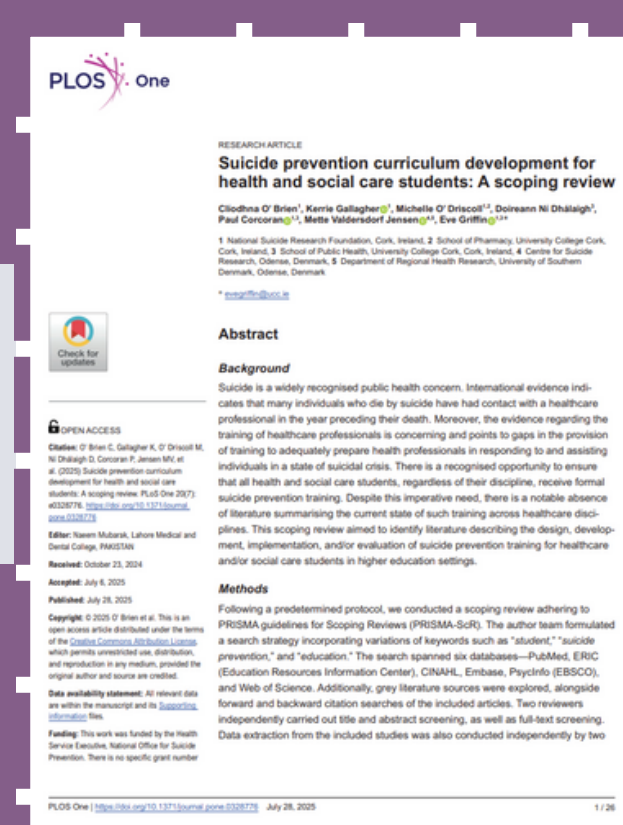 PLOS One
RESEARCH ARTICLE
Suicide prevention curriculum development for
health and social care students: A scoping review
Cliodhna O' Brien1, Kerrie Gallagher1, Michelle O' Driscoll1,2, Doireann Ní Dhálaigh3,
Paul Corcoran1,3, Mette Valdersdorf Jensen4,5, Eve Griffin1,3*
1 National Suicide Research Foundation, Cork, Ireland, 2 School of Pharmacy, University College Cork,
Cork, Ireland, 3 School of Public Health, University College Cork, Cork, Ireland, 4 Centre for Suicide
Research, Odense, Denmark, 5 Department of Regional Health Research, University of Southern
Denmark, Odense, Denmark
* evegriffin@ucc.ie
Check for
updates
OPEN ACCESS
Citation: O' Brien C, Gallagher K, O' Driscoll M,
Ní Dhálaigh D, Corcoran P, Jensen MV, et
al. (2025) Suicide prevention curriculum
development for health and social care
students: A scoping review. PLoS One 20(7):
e0328776. https://doi.org/10.1371/journal.
pone.0328776
Editor: Naeem Mubarak, Lahore Medical and
Dental College, PAKISTAN
Received: October 23, 2024
Accepted: July 6, 2025
Published: July 28, 2025
Copyright: © 2025 O' Brien et al. This is an
open access article distributed under the terms
of the Creative Commons Attribution License,
which permits unrestricted use, distribution,
and reproduction in any medium, provided the
original author and source are credited.
Data availability statement: All relevant data
are within the manuscript and its Supporting
information files.
Funding: This work was funded by the Health
Service Executive, National Office for Suicide
Prevention. There is no specific grant number
Abstract
Background
Suicide is a widely recognised public health concern. International evidence indi-
cates that many individuals who die by suicide have had contact with a healthcare
professional in the year preceding their death. Moreover, the evidence regarding the
training of healthcare professionals is concerning and points to gaps in the provision
of training to adequately prepare health professionals in responding to and assisting
individuals in a state of suicidal crisis. There is a recognised opportunity to ensure
that all health and social care students, regardless of their discipline, receive formal
suicide prevention training. Despite this imperative need, there is a notable absence
of literature summarising the current state of such training across healthcare disci-
plines. This scoping review aimed to identify literature describing the design, develop-
ment, implementation, and/or evaluation of suicide prevention training for healthcare
and/or social care students in higher education settings.
Methods
Following a predetermined protocol, we conducted a scoping review adhering to
PRISMA guidelines for Scoping Reviews (PRISMA-ScR). The author team formulated
a search strategy incorporating variations of keywords such as "student," "suicide
prevention," and "education." The search spanned six databases—PubMed, ERIC
(Education Resources Information Center), CINAHL, Embase, PsycInfo (EBSCO),
and Web of Science. Additionally, grey literature sources were explored, alongside
forward and backward citation searches of the included articles. Two reviewers
independently carried out title and abstract screening, as well as full-text screening.
Data extraction from the included studies was also conducted independently by two
PLOS One | https://doi.org/10.1371/journal.pone.0328776 July 28, 2025
1 / 26